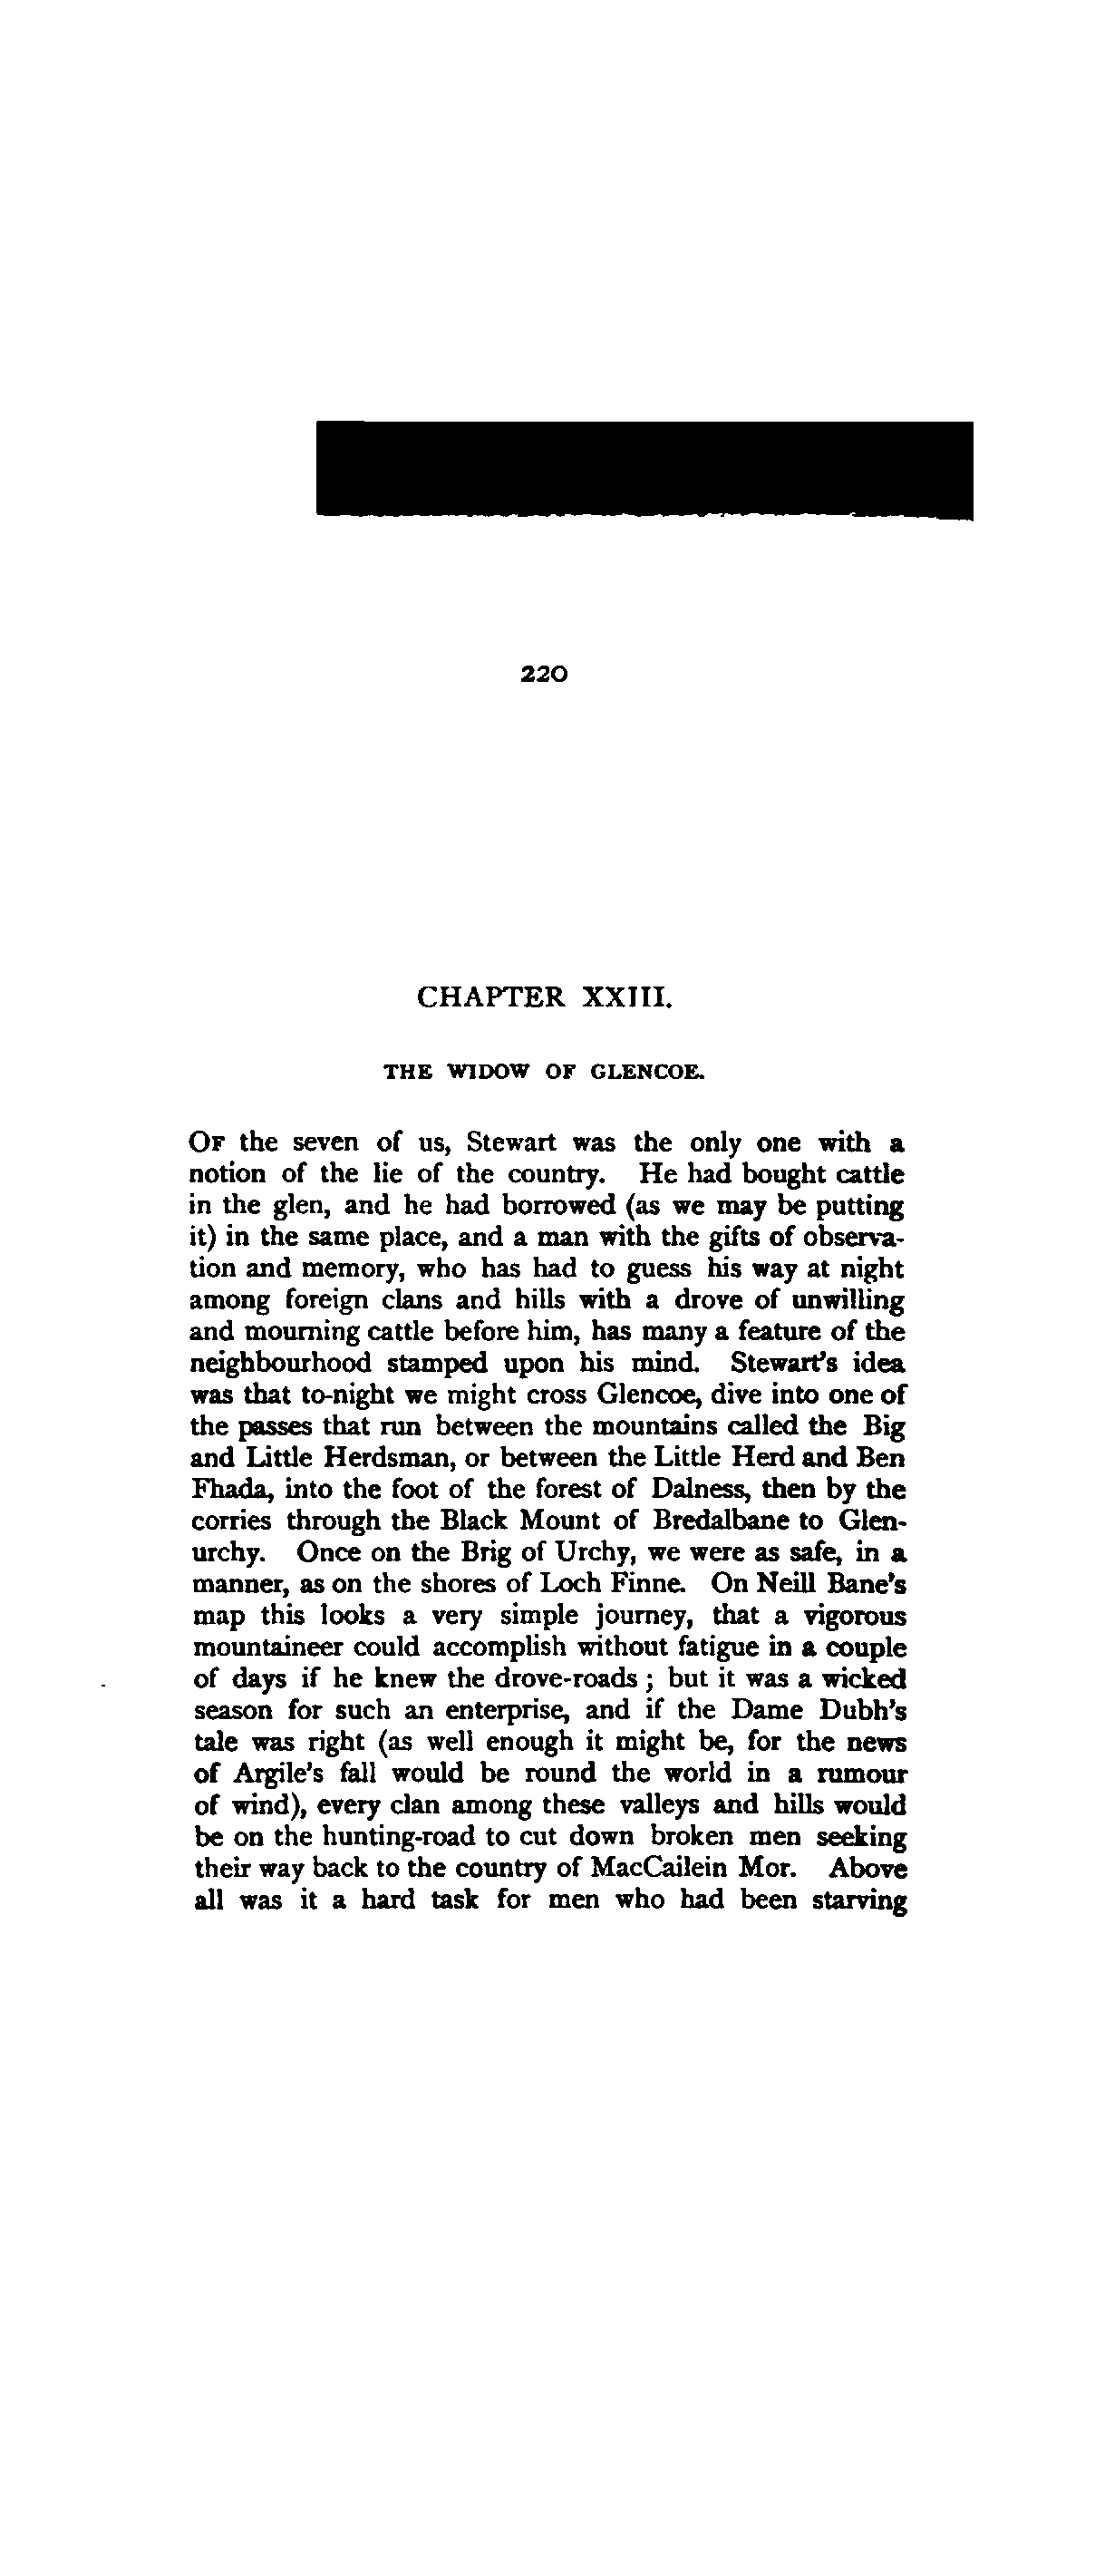 220
CHAPTER XXIII.
THE WIDOW OF GLENCOE.
OF the seven of us, Stewart was the only one with a
notion of the lie of the country. He had bought cattle
in the glen, and he had borrowed (as we may be putting
it) in the same place, and a man with the gifts of observa-
tion and memory, who has had to guess his way at night
among foreign clans and hills with a drove of unwilling
and mourning cattle before him, has many a feature of the
neighbourhood stamped upon his mind. Stewart's idea
was that to-night we might cross Glencoe, dive into one of
the passes that run between the mountains called the Big
and Little Herdsman, or between the Little Herd and Ben
Fhada, into the foot of the forest of Dalness, then by the
corries through the Black Mount of Bredalbane to Glen-
urchy. Once on the Brig of Urchy, we were as safe, in a
manner, as on the shores of Loch Finne. On Neill Bane's
map this looks a very simple journey, that a vigorous
mountaineer could accomplish without fatigue in a couple
of days if he knew the drove-roads ; but it was a wicked
season for such an enterprise, and if the Dame Dubh's
tale was right (as well enough it might be, for the news
of Argile's fall would be round the world in a rumour
of wind), every clan among these valleys and hills would
be on the hunting-road to cut down broken men seeking
their way back to the country of MacCailein Mor. Above
all was it a hard task for men who had been starving